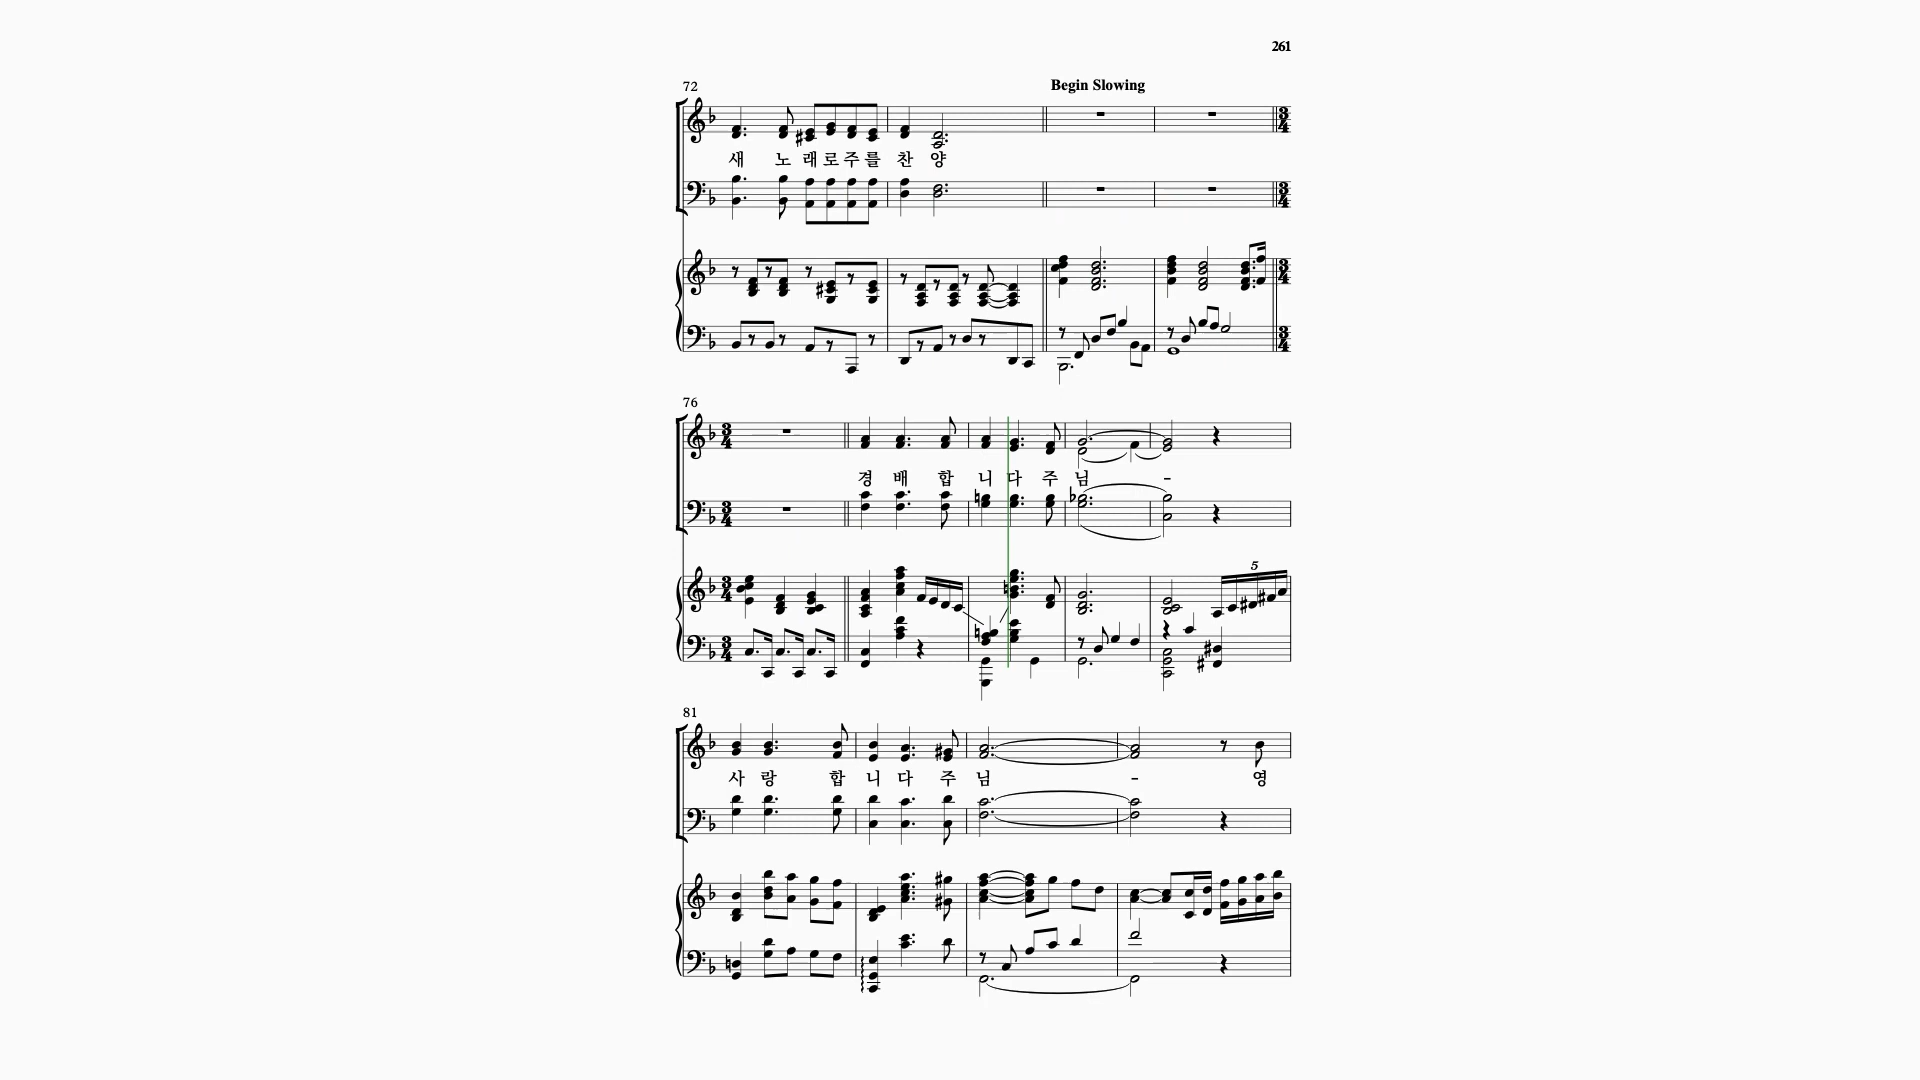 261
72
Begin Slowing
새 노 래 로 주 를 찬 양
76
경 배 합 니 다 주 님 -
5
81
사 랑 합 니 다 주 님 - 영